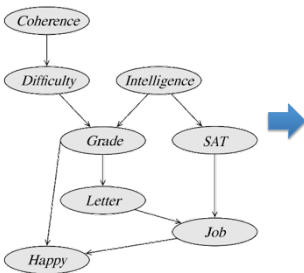 Coherence
Difficulty Intelligence
Grade SAT
Letter
Job
Happy